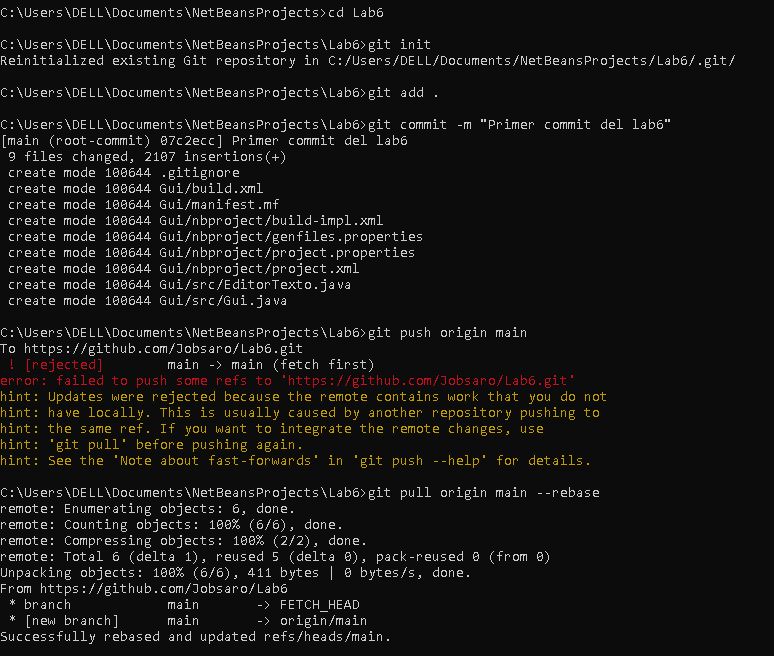 C:\Users\DELL\Documents\NetBeansProjects>cd Lab6
C:\Users\DELL\Documents\NetBeansProjects\Lab6>git init
Reinitialized existing Git repository in C:/Users/DELL/Documents/NetBeansProjects/Lab6/.git/
C:\Users\DELL\Documents\NetBeansProjects\Lab6>git add .
C:\Users\DELL\Documents\NetBeansProjects\Lab6>git commit -m "Primer commit del lab6"
[main (root-commit) 07c2ecc] Primer commit del lab6
 9 files changed, 2107 insertions(+)
 create mode 100644 .gitignore
 create mode 100644 Gui/build.xml
 create mode 100644 Gui/manifest.mf
 create mode 100644 Gui/nbproject/build-impl.xml
 create mode 100644 Gui/nbproject/genfiles.properties
 create mode 100644 Gui/nbproject/project.properties
 create mode 100644 Gui/nbproject/project.xml
 create mode 100644 Gui/src/EditorTexto.java
 create mode 100644 Gui/src/Gui.java
C:\Users\DELL\Documents\NetBeansProjects\Lab6>git push origin main
To https://github.com/Jobsaro/Lab6.git
 ! [rejected]        main -> main (fetch first)
error: failed to push some refs to 'https://github.com/Jobsaro/Lab6.git'
hint: Updates were rejected because the remote contains work that you do not
hint: have locally. This is usually caused by another repository pushing to
hint: the same ref. If you want to integrate the remote changes, use
hint: 'git pull' before pushing again.
hint: See the 'Note about fast-forwards' in 'git push --help' for details.
C:\Users\DELL\Documents\NetBeansProjects\Lab6>git pull origin main --rebase
remote: Enumerating objects: 6, done.
remote: Counting objects: 100% (6/6), done.
remote: Compressing objects: 100% (2/2), done.
remote: Total 6 (delta 1), reused 5 (delta 0), pack-reused 0 (from 0)
Unpacking objects: 100% (6/6), 411 bytes | 0 bytes/s, done.
From https://github.com/Jobsaro/Lab6
 * branch            main       -> FETCH_HEAD
 * [new branch]      main       -> origin/main
Successfully rebased and updated refs/heads/main.